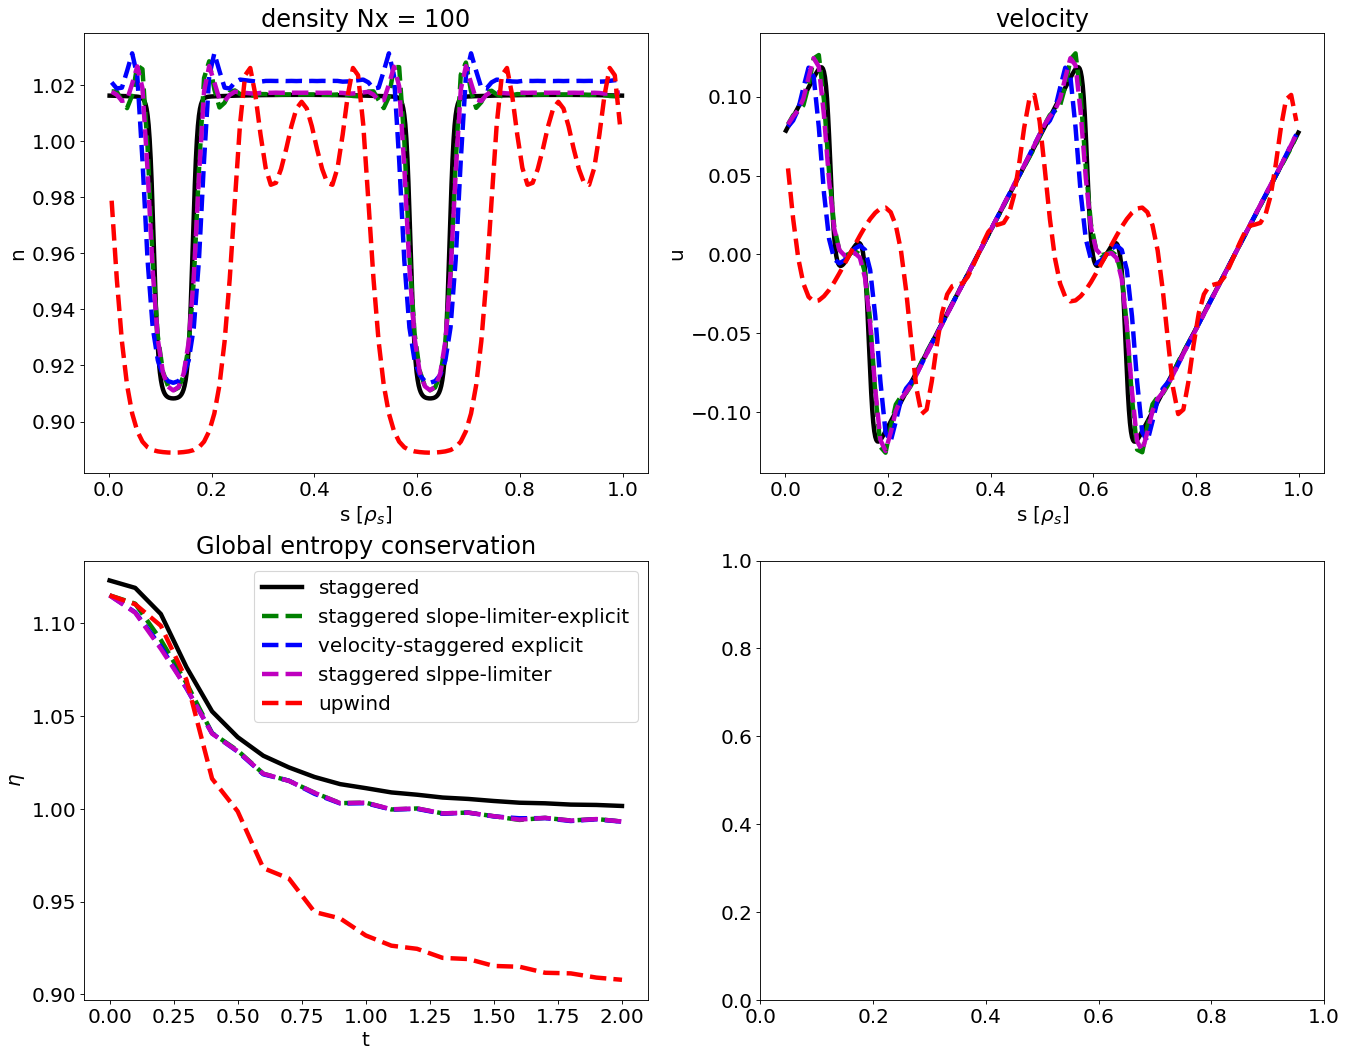 density Nx = 100
1.02
1.00
0.98
0.96
0.94
0.92
0.90
n
0.0 0.2 0.4 0.6 0.8 1.0
s [ρs]
velocity
0.10
0.05
0.00
−0.05
−0.10
u
0.0 0.2 0.4 0.6 0.8 1.0
s [ρs]
Global entropy conservation
1.10
1.05
1.00
0.95
0.90
η
staggered
staggered slope-limiter-explicit
velocity-staggered explicit
staggered slppe-limiter
upwind
0.00 0.25 0.50 0.75 1.00 1.25 1.50 1.75 2.00
t
1.0
0.8
0.6
0.4
0.2
0.0
0.0 0.2 0.4 0.6 0.8 1.0